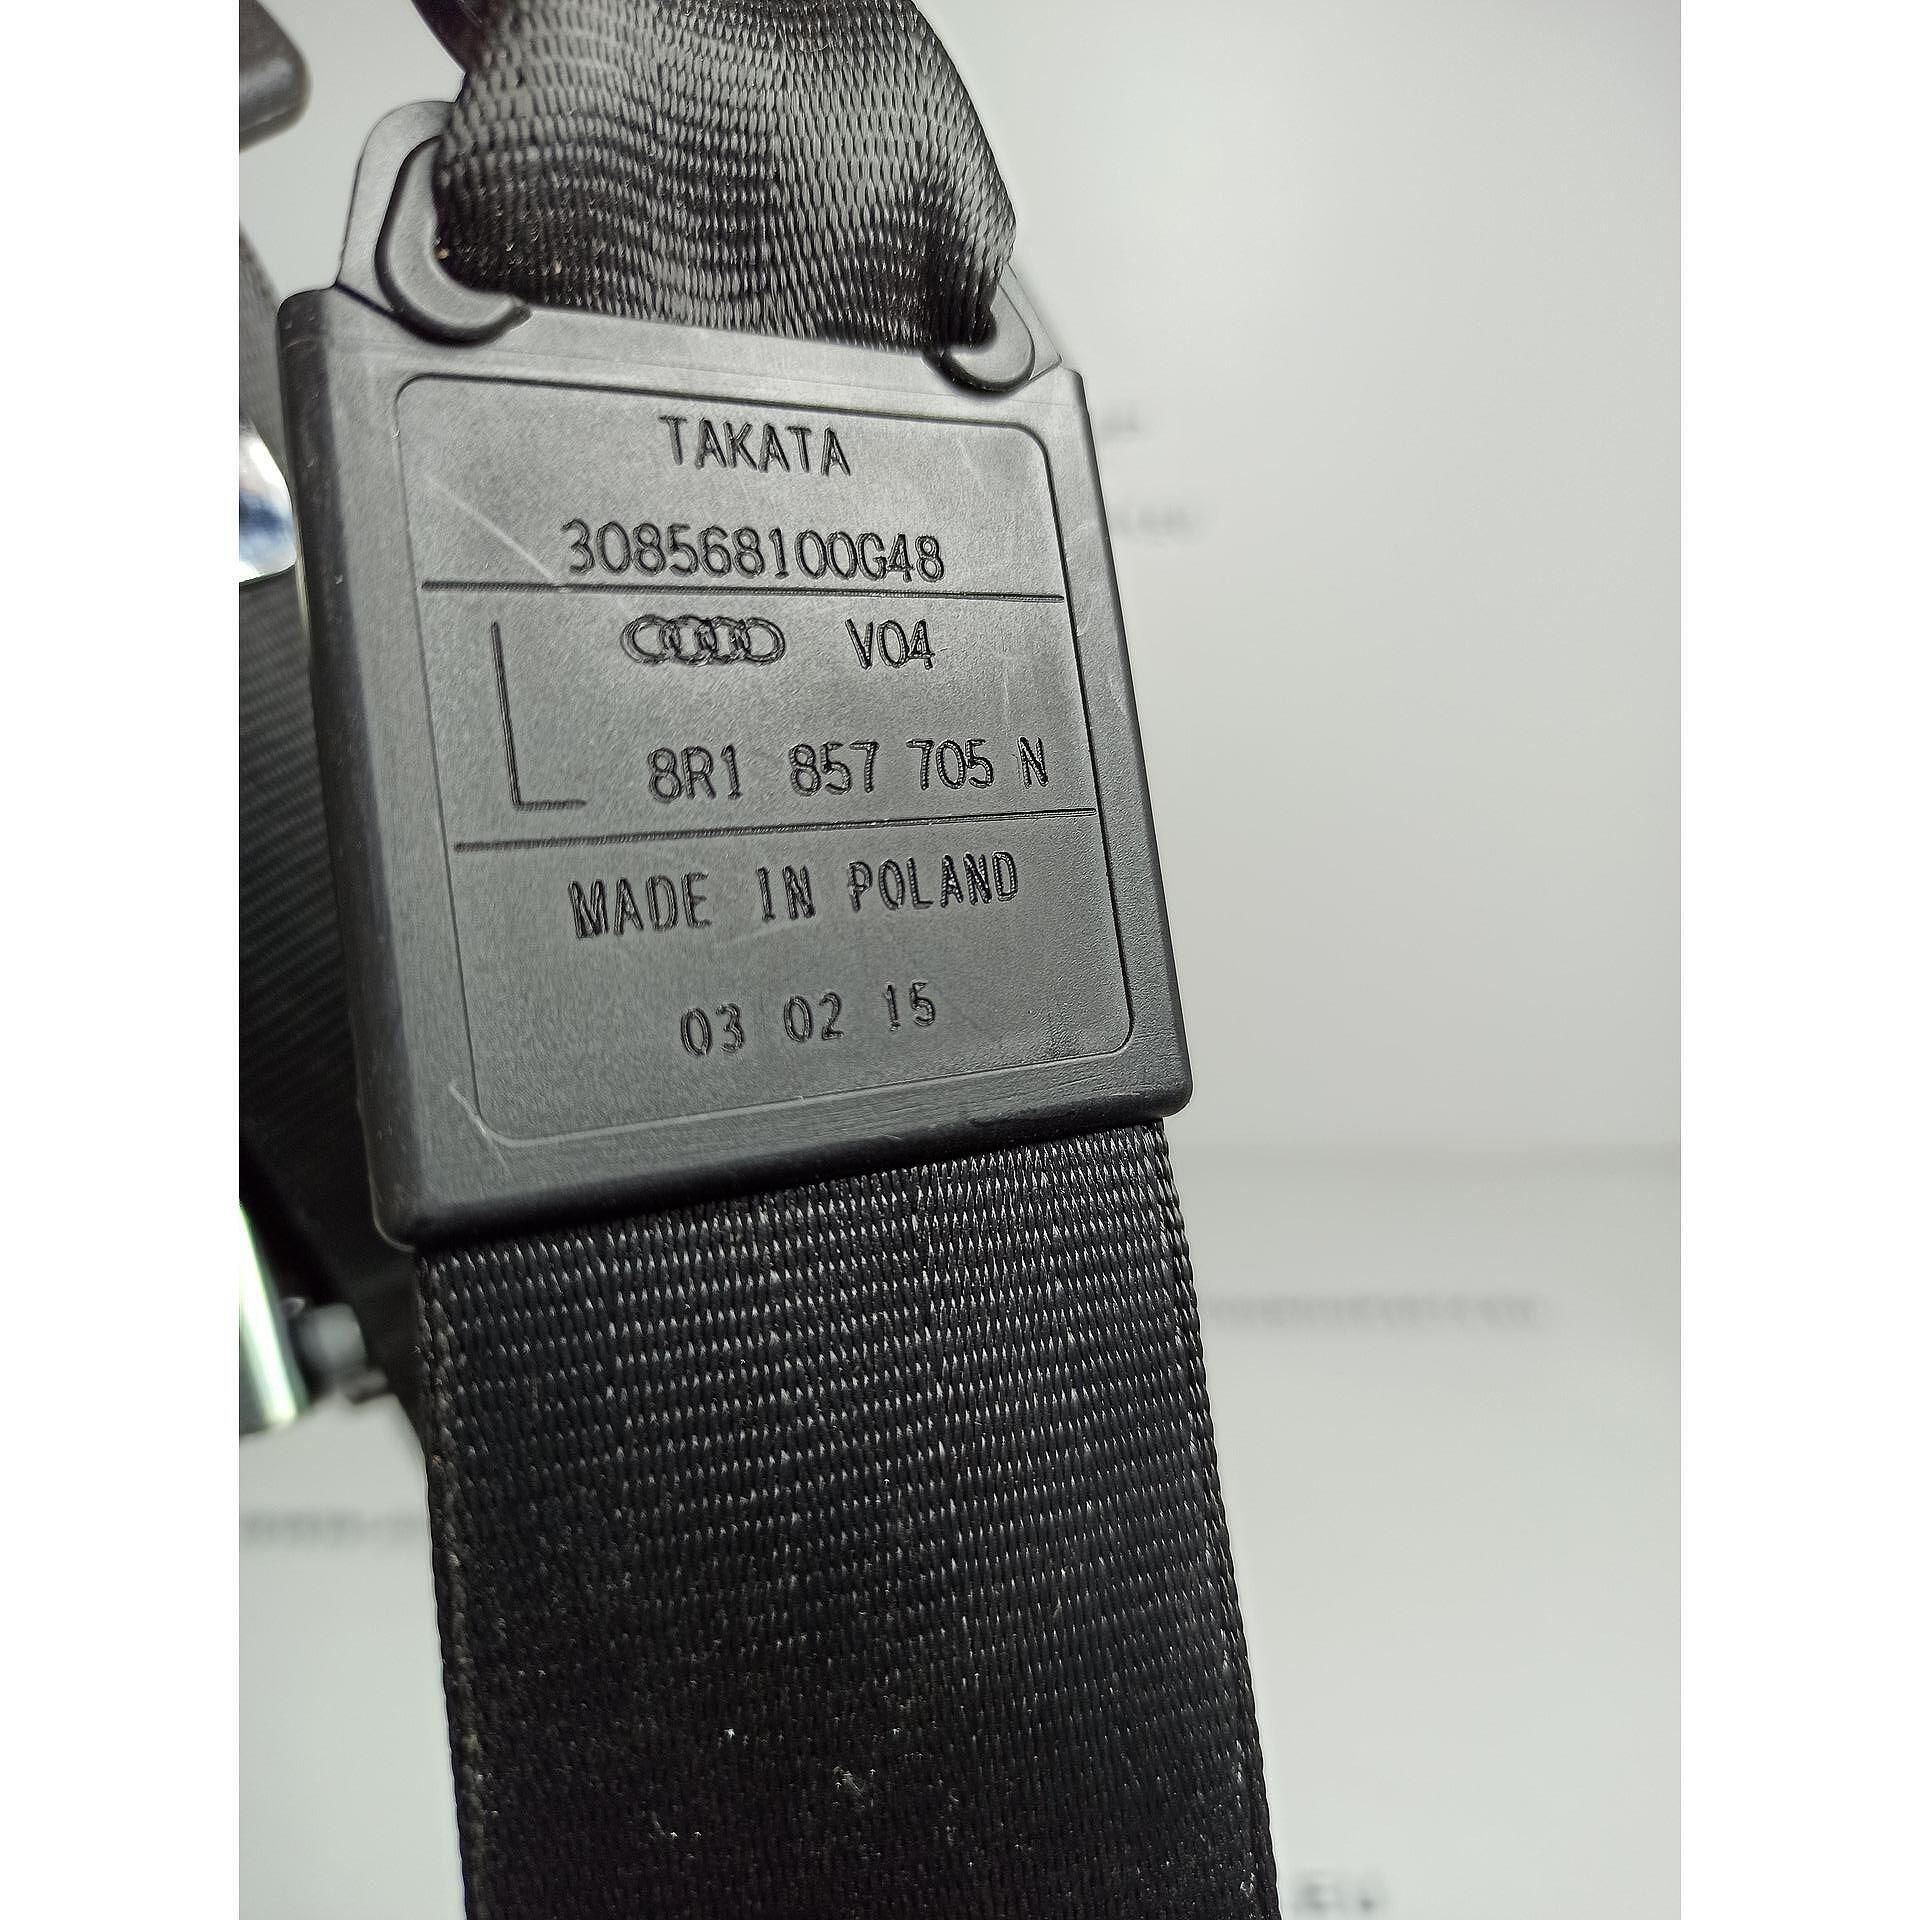 TAKATA
308568100G48
V04
L 8R1 857 705 N
MADE IN POLAND
03 02 15